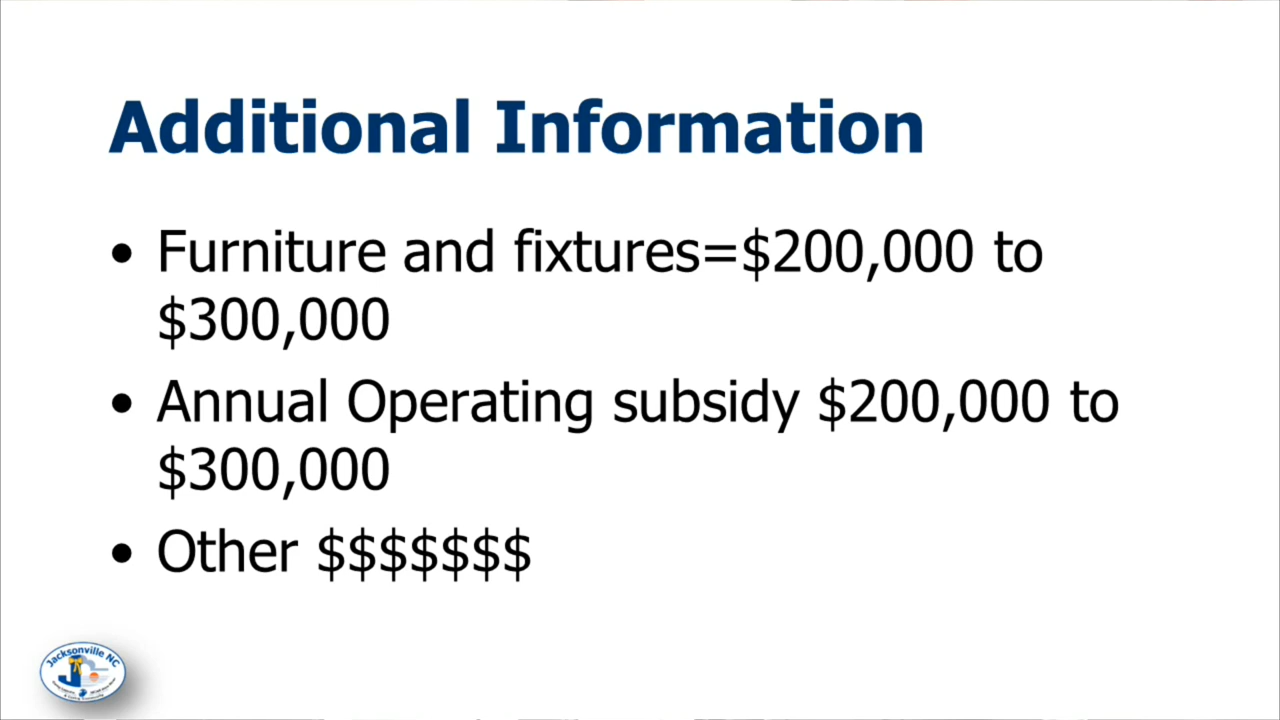 Additional Information
• Furniture and fixtures=$200,000 to
$300,000
• Annual Operating subsidy $200,000 to
$300,000
• Other $$$$$$$
Jacksonville NC